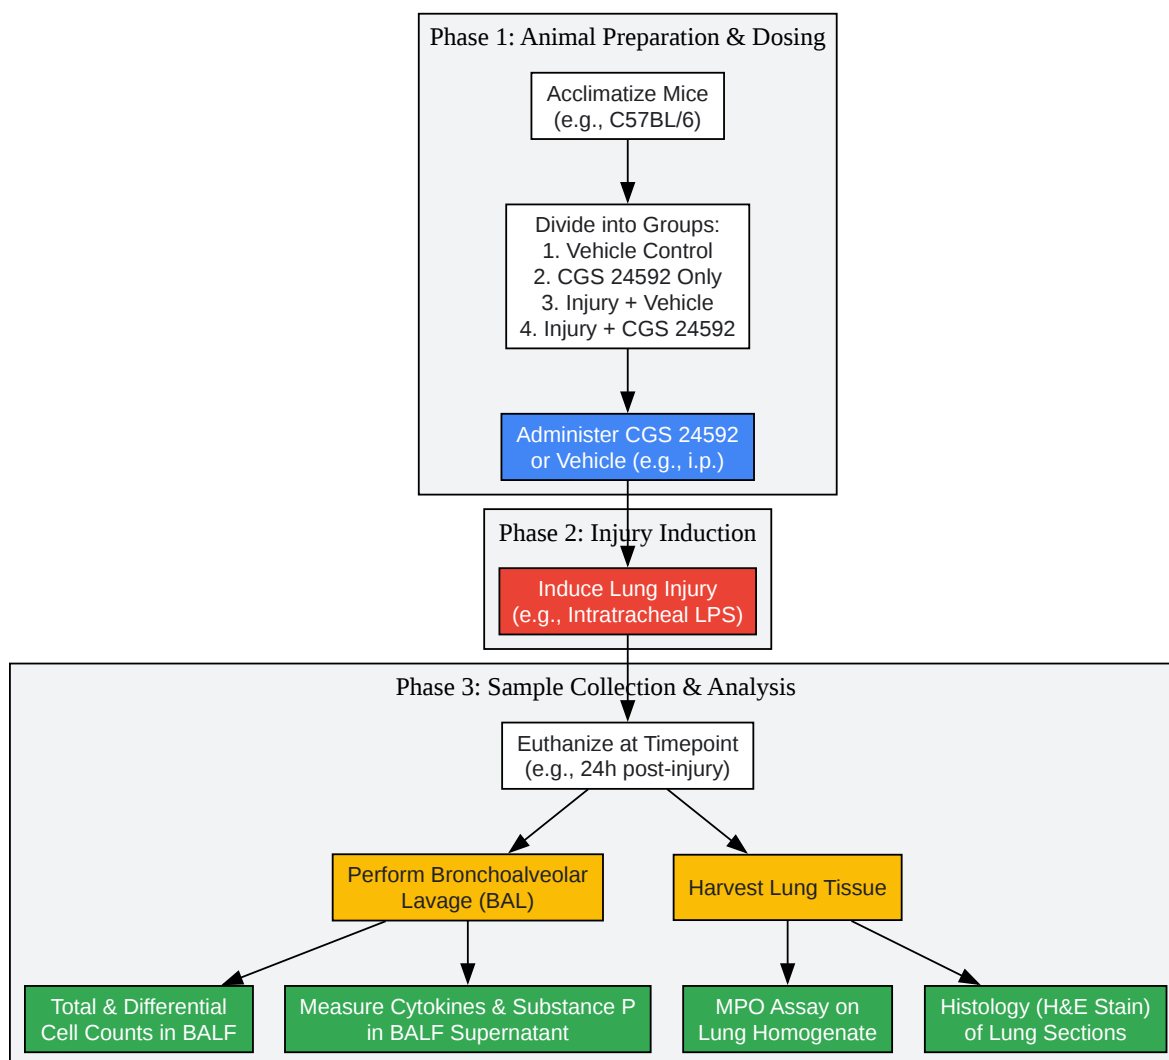 Phase 1: Animal Preparation & Dosing
Acclimatize Mice
(e.g., C57BL/6)
Divide into Groups:
1. Vehicle Control
2. CGS 24592 Only
3. Injury + Vehicle
4. Injury + CGS 24592
Administer CGS 24592
or Vehicle (e.g., i.p.)
Phase 2: Injury Induction
Induce Lung Injury
(e.g., Intratracheal LPS)
Phase 3: Sample Collection & Analysis
Euthanize at Timepoint
(e.g., 24h post-injury)
Perform Bronchoalveolar
Lavage (BAL)
Harvest Lung Tissue
Total & Differential
Cell Counts in BALF
Measure Cytokines & Substance P
in BALF Supernatant
MPO Assay on
Lung Homogenate
Histology (H&E Stain)
of Lung Sections